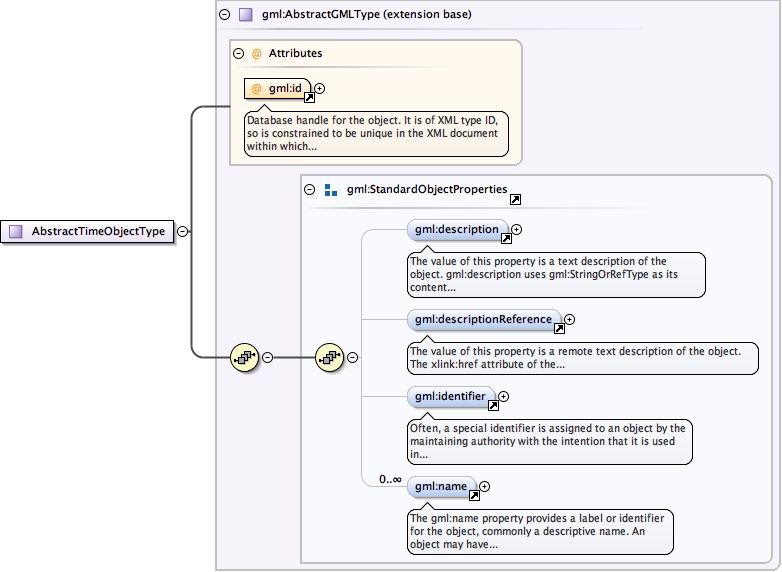 gml:AbstractGMLType (extension base)
@ Attributes
@ gml:id
Database handle for the object. It is of XML type ID,
so is constrained to be unique in the XML document
within which...
gml:StandardObjectProperties
AbstractTimeObjectType
gml:description
The value of this property is a text description of the
object. gml:description uses gml:StringOrRefType as its
content...
gml:descriptionReference
The value of this property is a remote text description of the object.
The xlink:href attribute of the...
gml:identifier
Often, a special identifier is assigned to an object by the
maintaining authority with the intention that it is used
in...
0..∞
gml:name
The gml:name property provides a label or identifier
for the object, commonly a descriptive name. An
object may have...